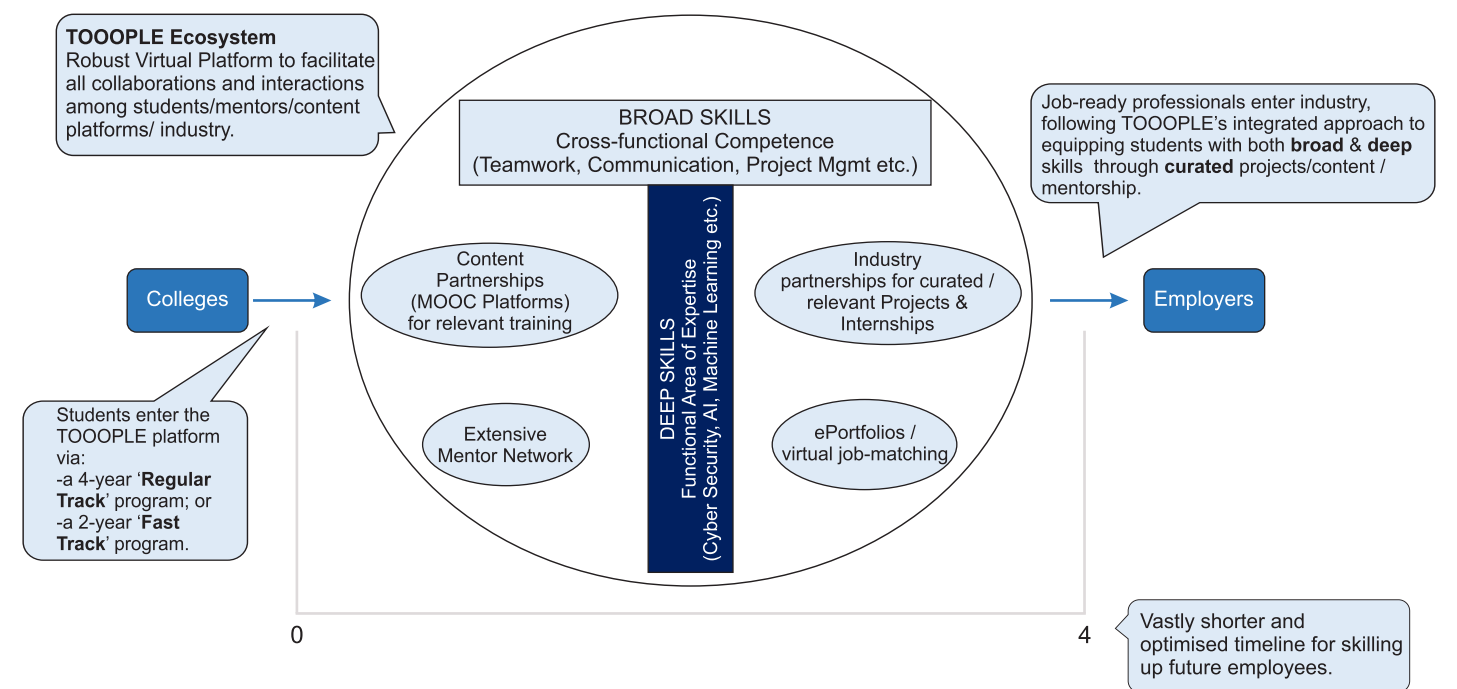 TOOOPLE Ecosystem
Robust Virtual Platform to facilitate
all collaborations and interactions
among students/mentors/content
platforms/ industry.
BROAD SKILLS
Cross-functional Competence
(Teamwork, Communication, Project Mgmt etc.)
Job-ready professionals enter industry,
following TOOOPLE’s integrated approach to
equipping students with both broad & deep
skills  through curated projects/content /
mentorship.
Colleges
Content
Partnerships
(MOOC Platforms)
for relevant training
DEEP SKILLS
Functional Area of Expertise
(Cyber Security, AI, Machine Learning etc.)
Industry
partnerships for curated /
relevant Projects &
Internships
Employers
Students enter the
TOOOPLE platform
via:
-a 4-year ‘Regular
Track’ program; or
-a 2-year ‘Fast
Track’ program.
Extensive
Mentor Network
ePortfolios /
virtual job-matching
0
4
Vastly shorter and
optimised timeline for skilling
up future employees.